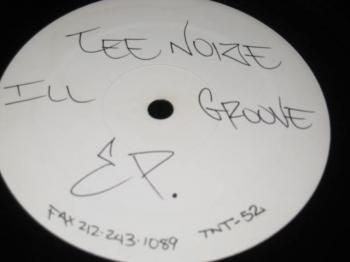 TEE NOIZE
ILL GROOVE
EP.
FAX 212-243-1089 TNT-52